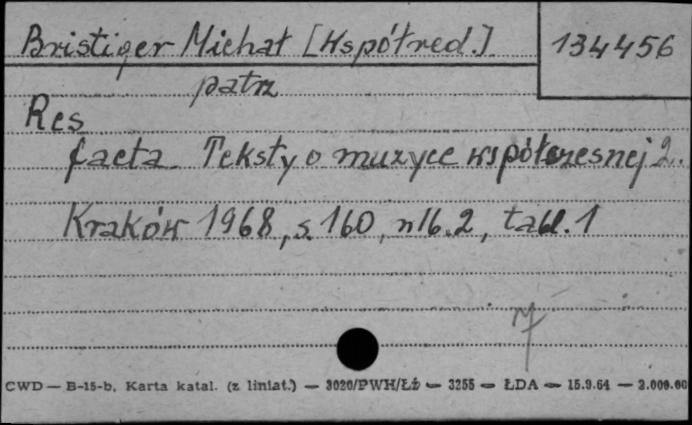 Bristiger Michał [Współred.] 134456
patrz
Res
facta. Teksty o muzyce współczesnej 2.
Kraków 1968, s. 160, nlb. 2, tabl. 1
CWD — B-15-b. Karta katal. (z liniat.) — 3020/PWH/Łż — 3255 — ŁDA — 15.9.64 — 2.000.00